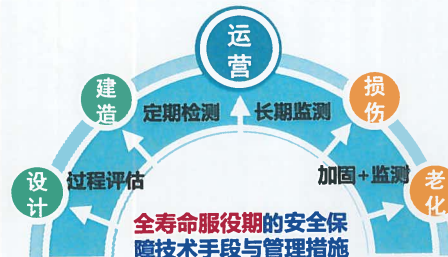 运
营
建
造
损
伤
定期检测
长期监测
设
计
过程评估
加固+监测
老
化
全寿命服役期的安全保
障技术手段与管理措施